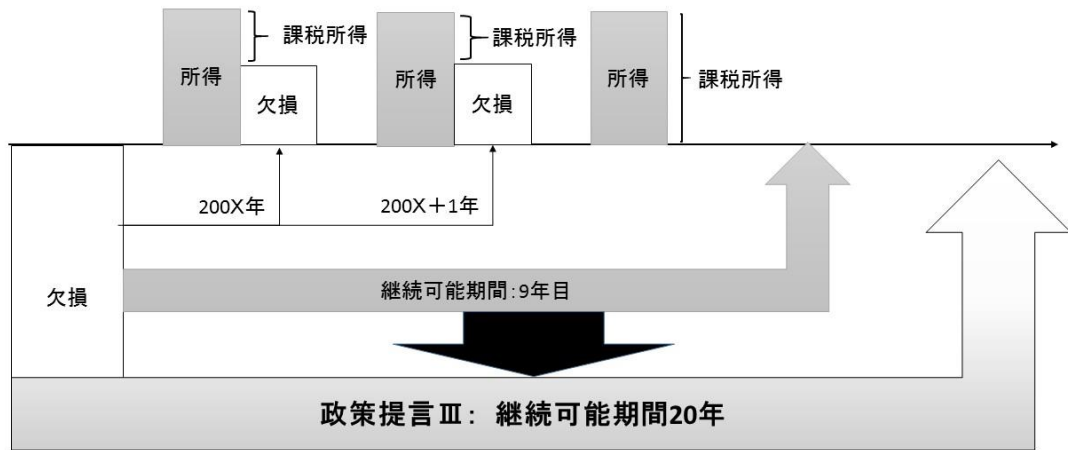 所得
欠損
課税所得
所得
欠損
課税所得
所得
課税所得
200X年
200X＋1年
欠損
継続可能期間：9年目
政策提言Ⅲ： 継続可能期間20年